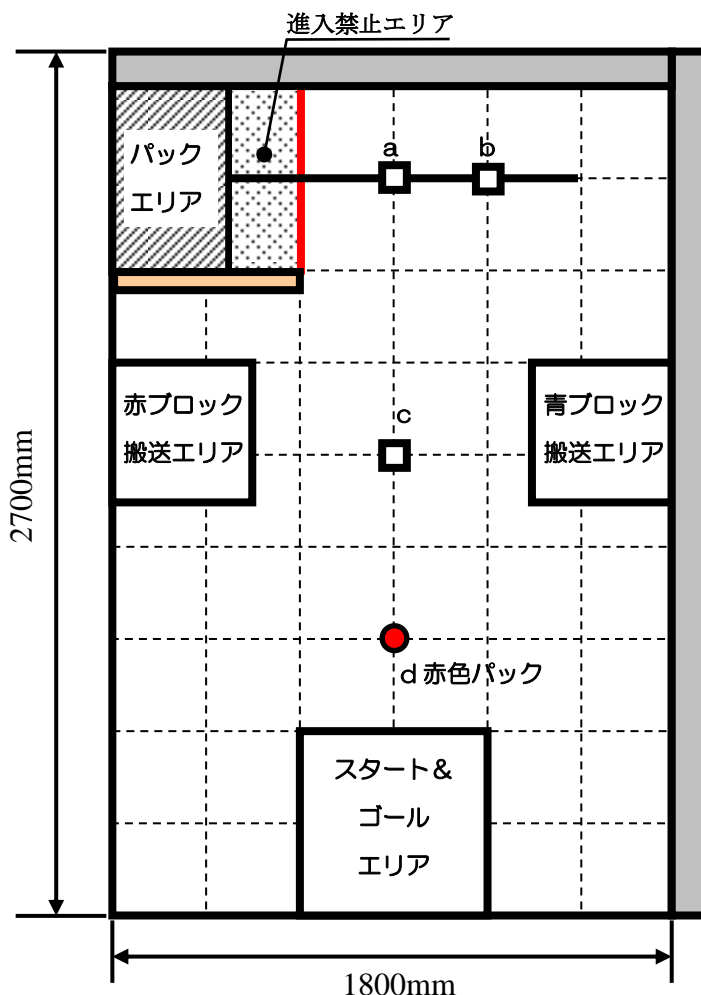 進入禁止エリア
パック
エリア
a
b
赤ブロック
搬送エリア
c
青ブロック
搬送エリア
2700mm
d 赤色パック
スタート&
ゴール
エリア
1800mm